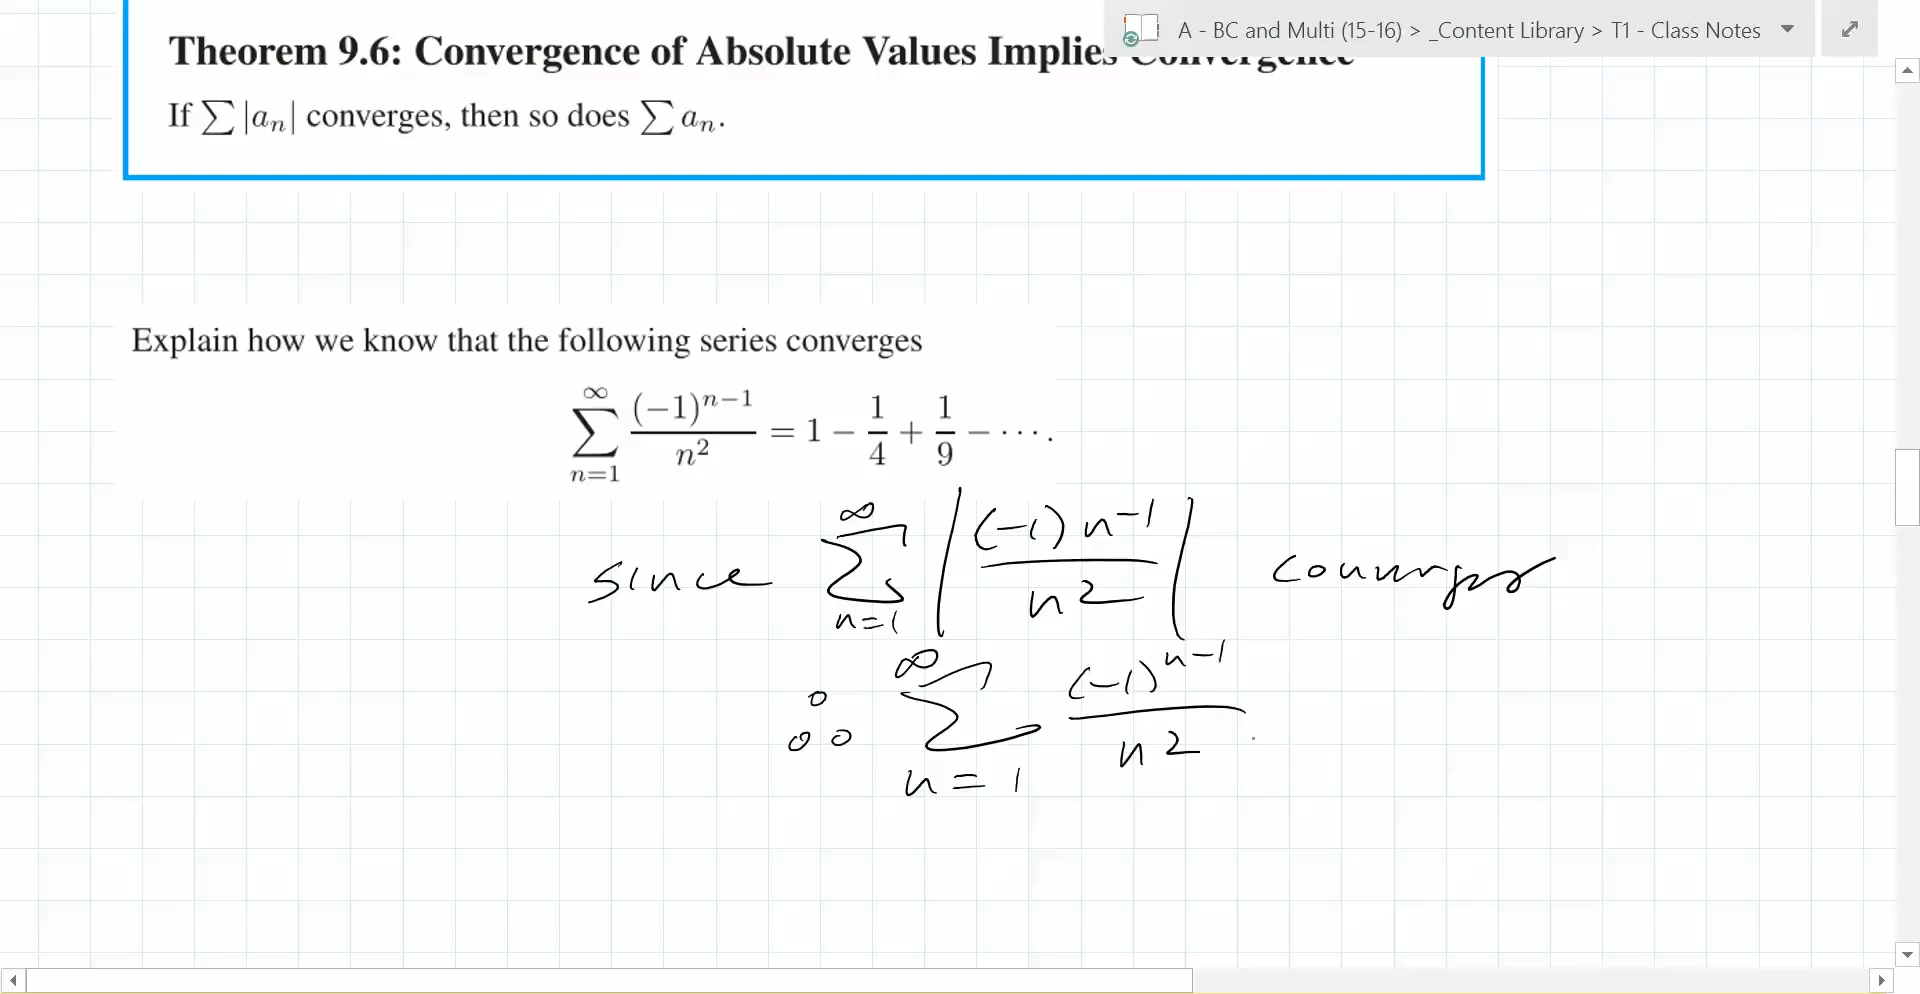 A - BC and Multi (15-16) > _Content Library > T1 - Class Notes
Theorem 9.6: Convergence of Absolute Values Implies Convergence
If ∑ |aₙ| converges, then so does ∑ aₙ.
Explain how we know that the following series converges
∑_{n=1}^{∞} (−1)^{n−1}/n² = 1 − 1/4 + 1/9 − ⋯.
since ∑_{n=1}^{∞} |(-1) n-1 / n2| converges
∴ ∑_{n=1}^{∞} (-1)^{n-1} / n2